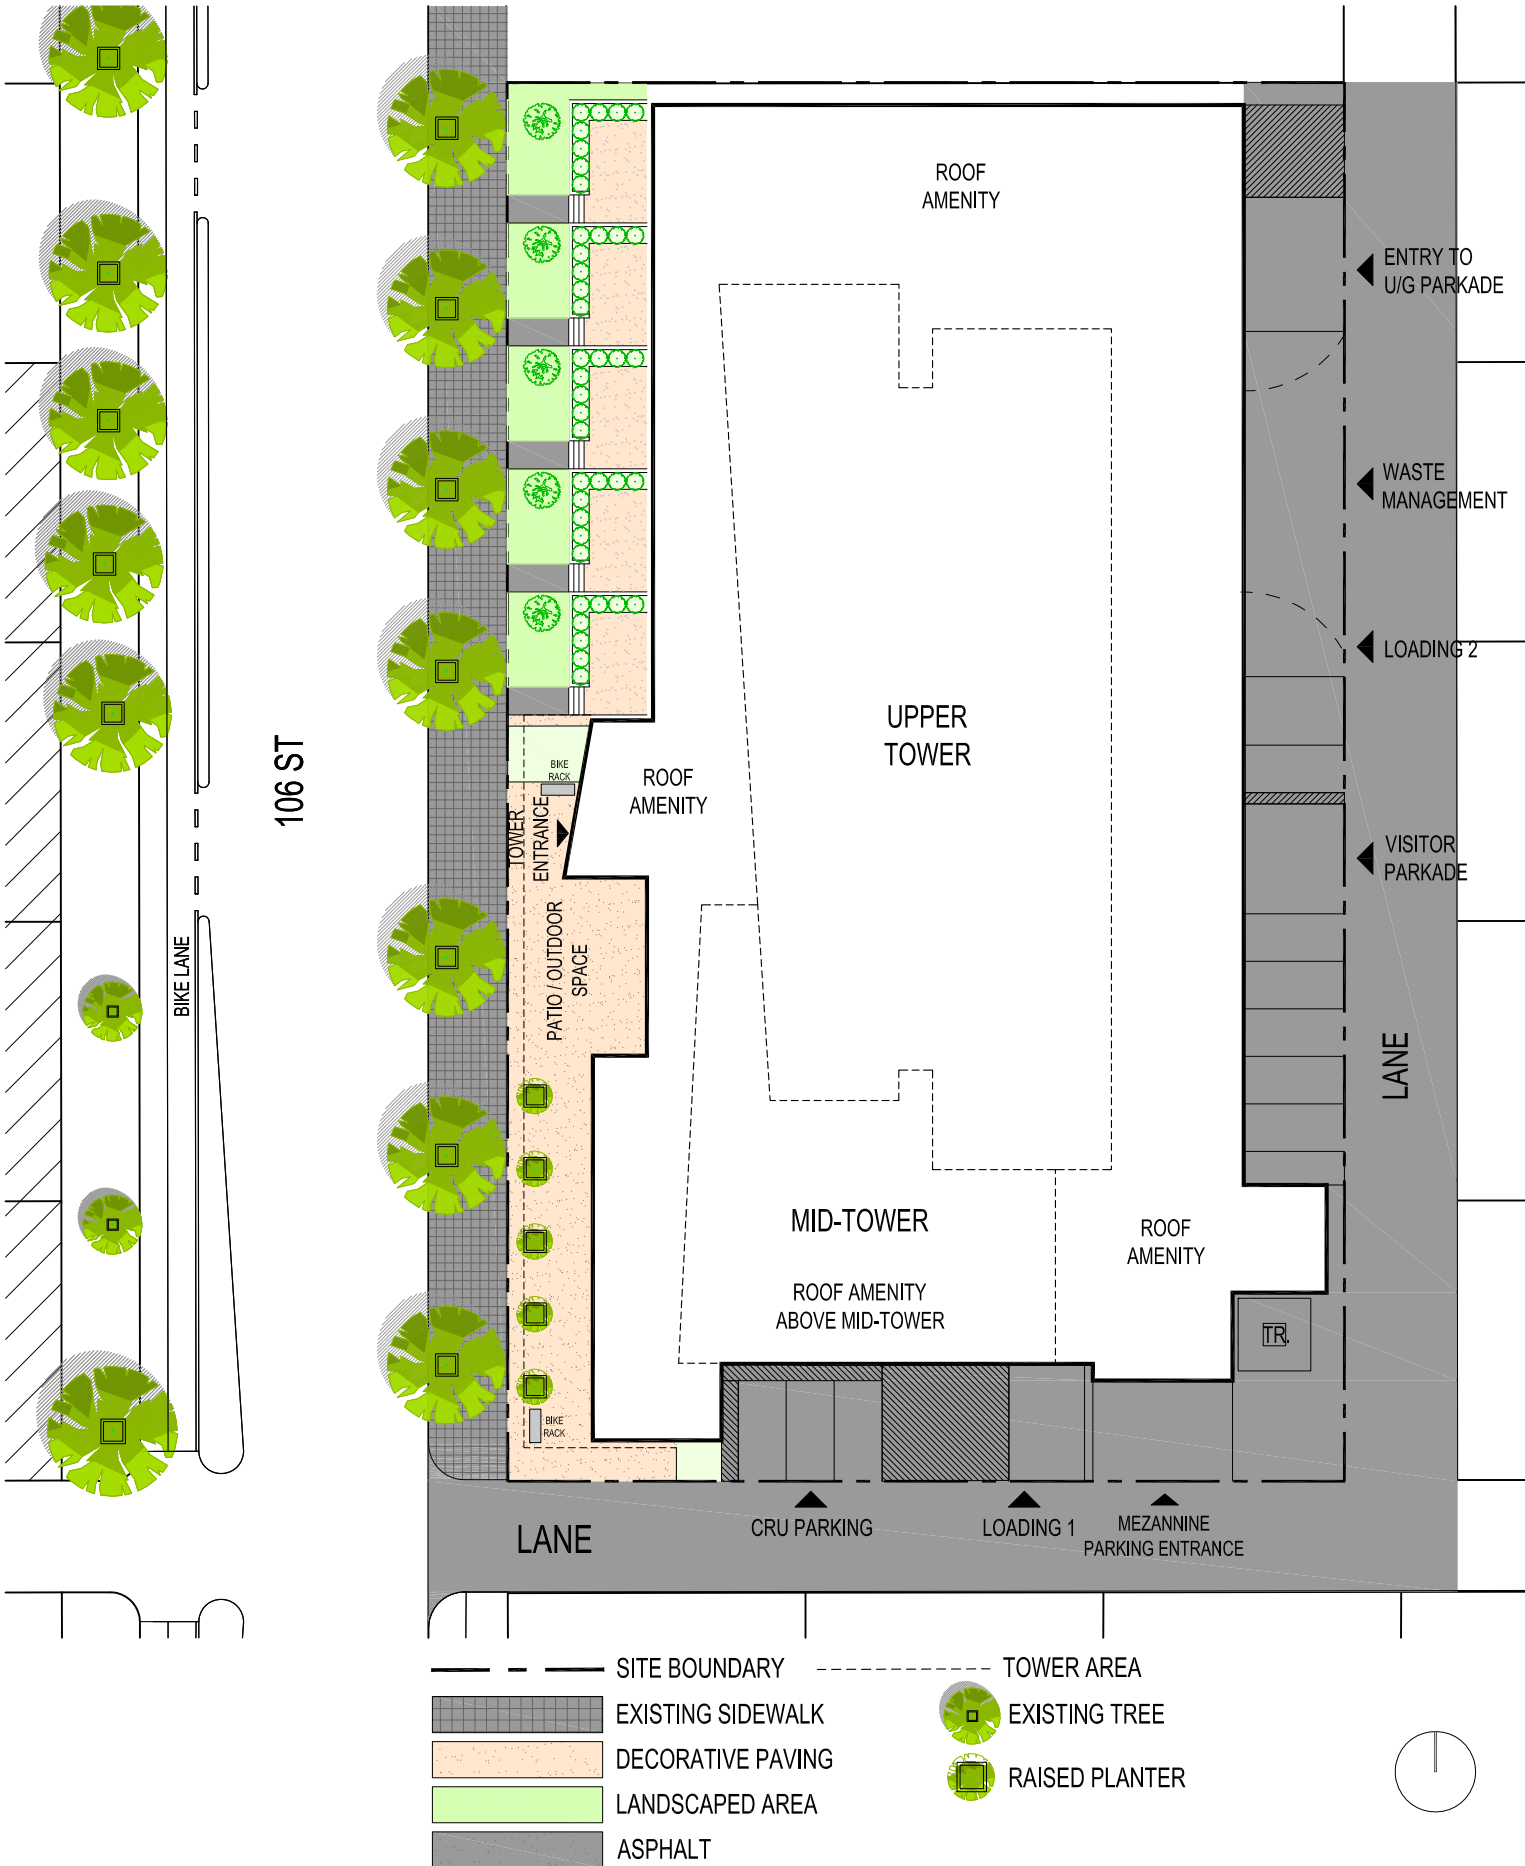 ROOF
AMENITY
ENTRY TO
U/G PARKADE
WASTE
MANAGEMENT
LOADING 2
UPPER
TOWER
106 ST
BIKE
RACK
ROOF
AMENITY
TOWER
ENTRANCE
VISITOR
PARKADE
PATIO / OUTDOOR
SPACE
BIKE LANE
LANE
MID-TOWER
ROOF
AMENITY
ROOF AMENITY
ABOVE MID-TOWER
TR.
BIKE
RACK
LANE
CRU PARKING
LOADING 1
MEZANNINE
PARKING ENTRANCE
SITE BOUNDARY
TOWER AREA
EXISTING SIDEWALK
EXISTING TREE
DECORATIVE PAVING
RAISED PLANTER
LANDSCAPED AREA
ASPHALT